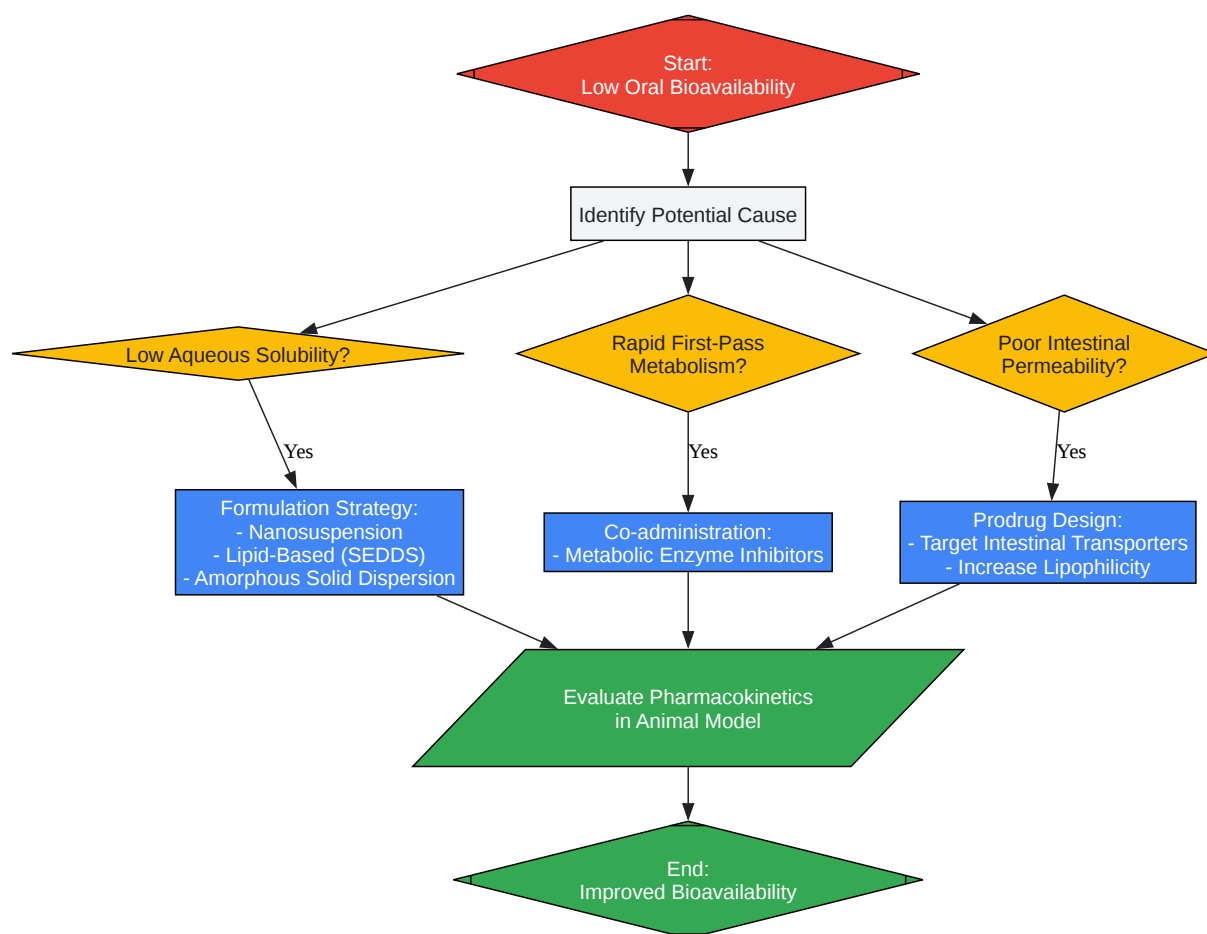 Start:
Low Oral Bioavailability
Identify Potential Cause
Low Aqueous Solubility?
Rapid First-Pass
Metabolism?
Poor Intestinal
Permeability?
Yes
Yes
Yes
Formulation Strategy:
- Nanosuspension
- Lipid-Based (SEDDS)
- Amorphous Solid Dispersion
Co-administration:
- Metabolic Enzyme Inhibitors
Prodrug Design:
- Target Intestinal Transporters
- Increase Lipophilicity
Evaluate Pharmacokinetics
in Animal Model
End:
Improved Bioavailability